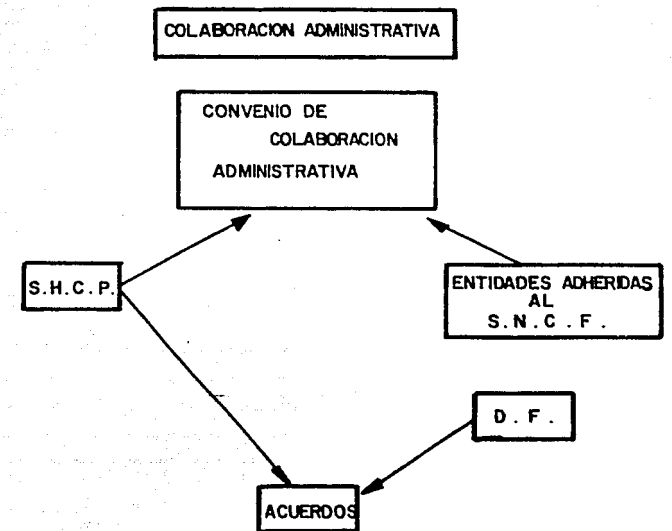 COLABORACION ADMINISTRATIVA
CONVENIO DE
COLABORACION
ADMINISTRATIVA
S.H.C.P.
ENTIDADES ADHERIDAS
AL
S.N.C.F.
D.F.
ACUERDOS